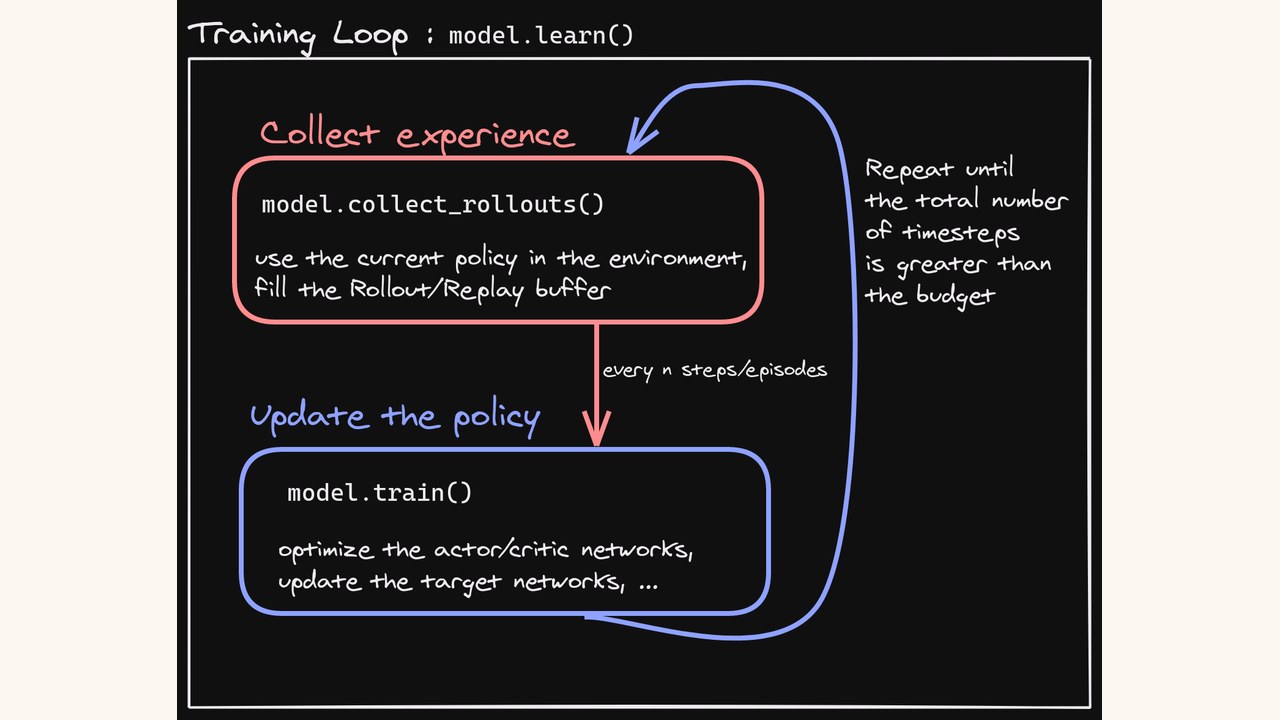 Training Loop : model.learn()
Collect experience
model.collect_rollouts()
use the current policy in the environment,
fill the Rollout/Replay buffer
Repeat until
the total number
of timesteps
is greater than
the budget
every n steps/episodes
Update the policy
model.train()
optimize the actor/critic networks,
update the target networks, ...